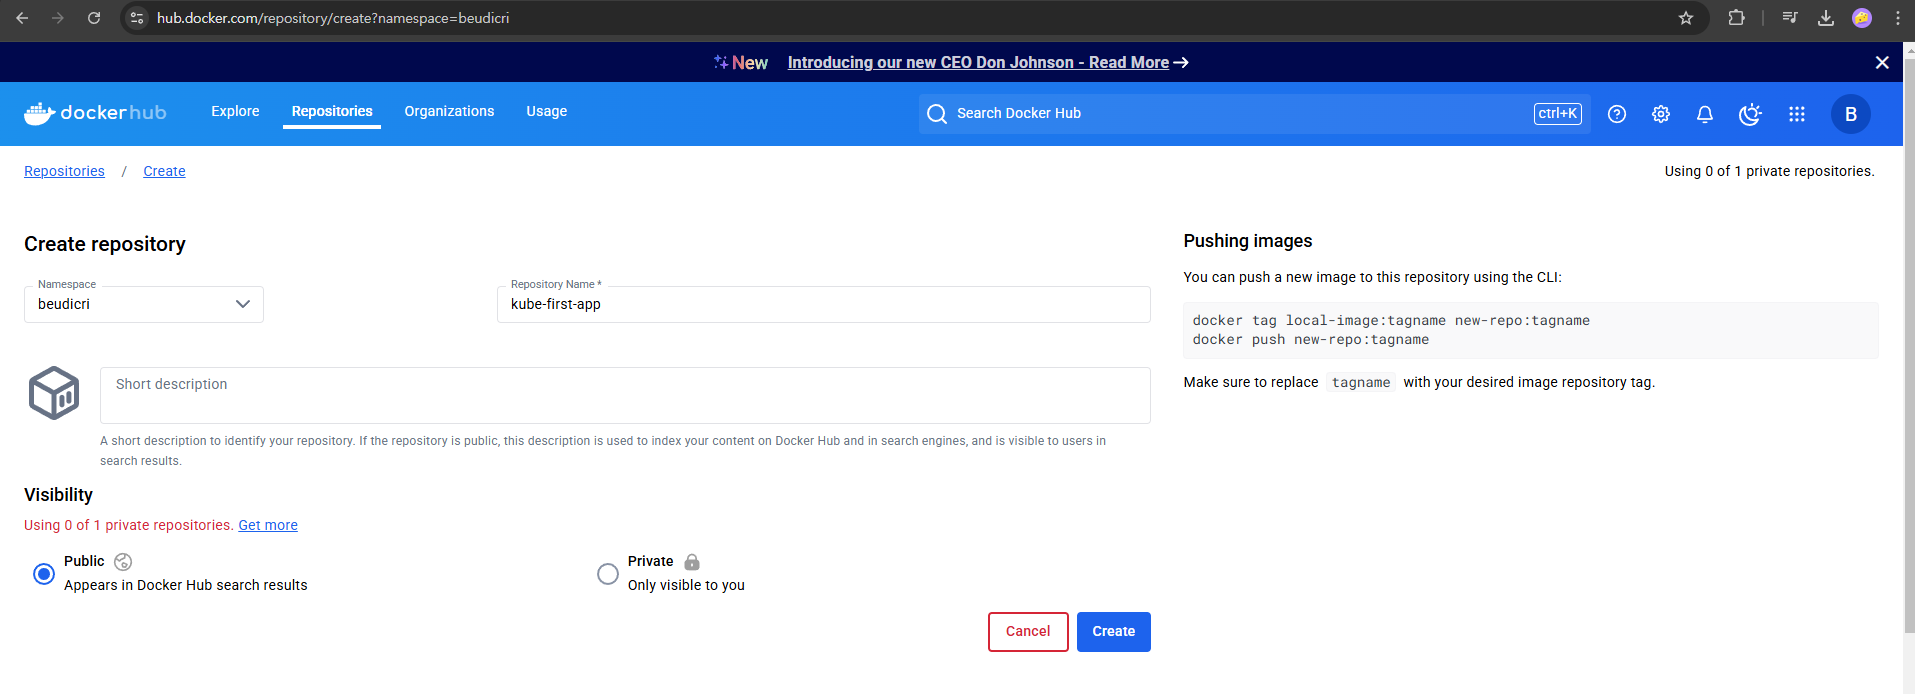 hub.docker.com/repository/create?namespace=beudicri
New Introducing our new CEO Don Johnson - Read More
dockerhub Explore Repositories Organizations Usage Search Docker Hub ctrl+K B
Repositories / Create Using 0 of 1 private repositories.
Create repository
Namespace
beudicri
Repository Name *
kube-first-app
Short description
A short description to identify your repository. If the repository is public, this description is used to index your content on Docker Hub and in search engines, and is visible to users in
search results.
Visibility
Using 0 of 1 private repositories. Get more
Public
Appears in Docker Hub search results
Private
Only visible to you
Cancel Create
Pushing images
You can push a new image to this repository using the CLI:
docker tag local-image:tagname new-repo:tagname
docker push new-repo:tagname
Make sure to replace tagname with your desired image repository tag.